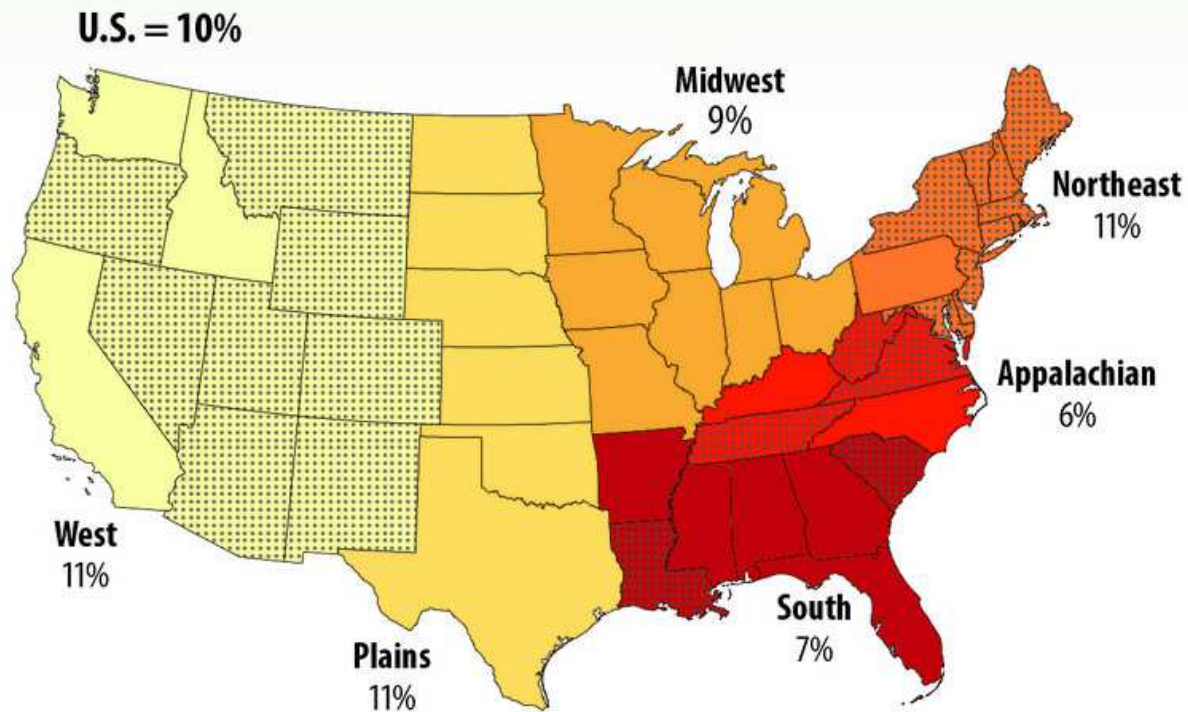 U.S. = 10%
Midwest
9%
Northeast
11%
Appalachian
6%
West
11%
South
7%
Plains
11%